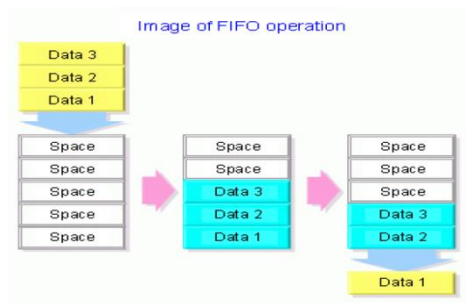 Image of FIFO operation
Data 3
Data 2
Data 1
Space
Space
Space
Space
Space
Space
Space
Data 3
Data 2
Data 1
Space
Space
Space
Data 3
Data 2
Data 1